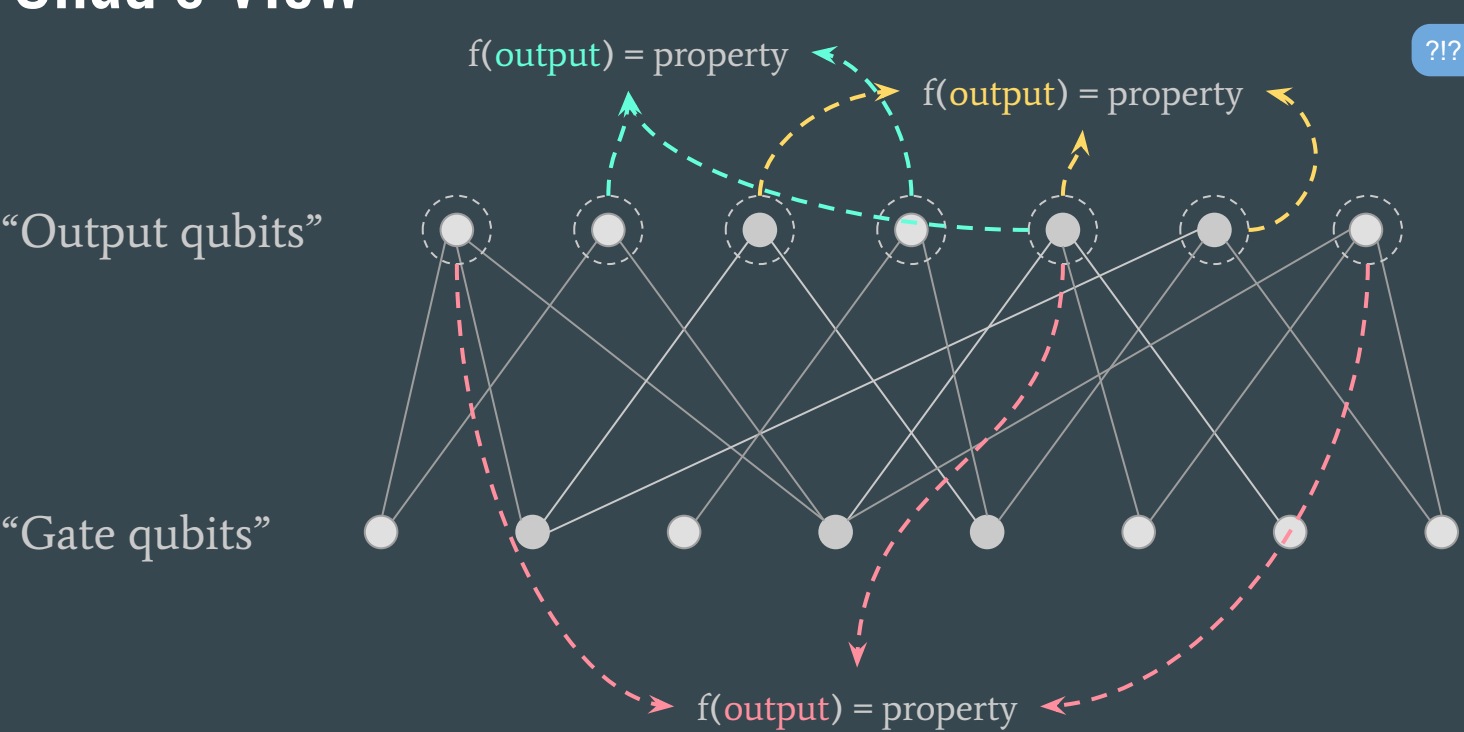 f(output) = property
?!?
f(output) = property
“Output qubits”
“Gate qubits”
f(output) = property